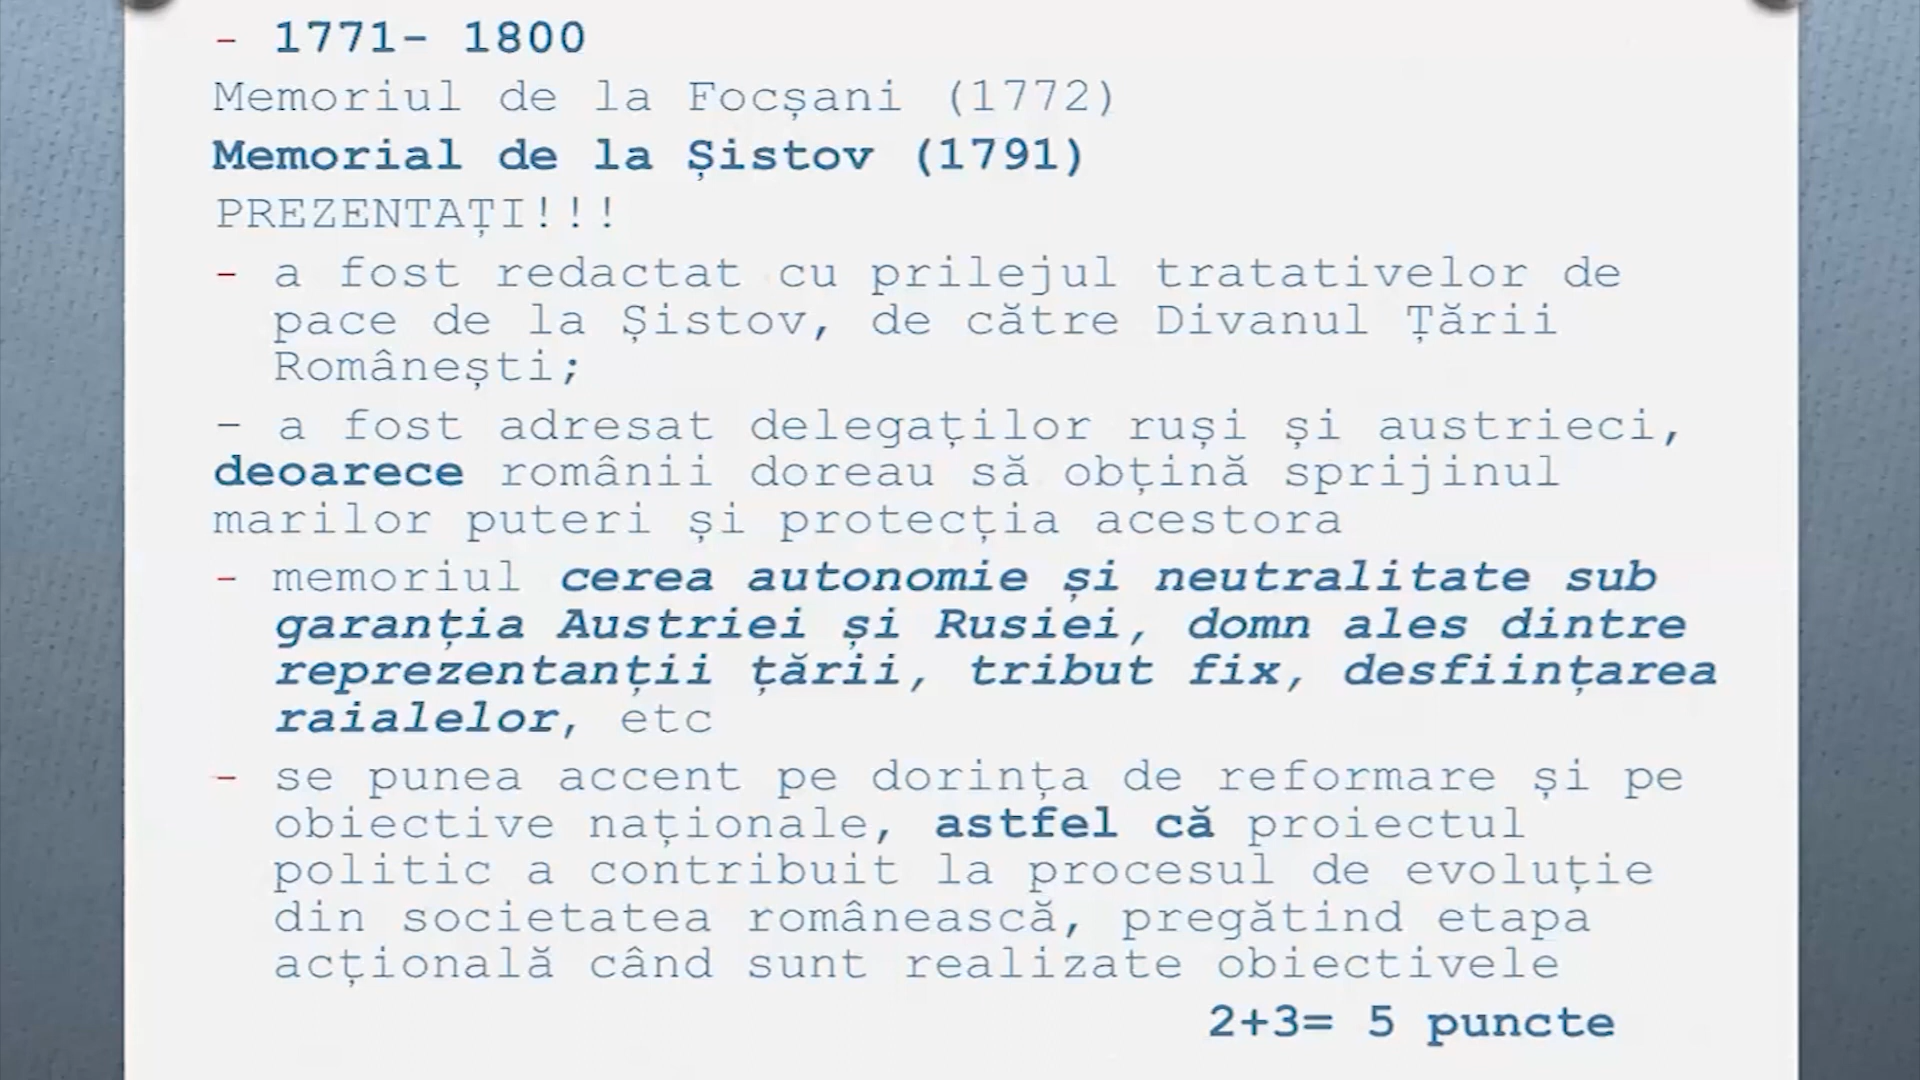 - 1771- 1800
Memoriul de la Focșani (1772)
Memorial de la Șistov (1791)
PREZENTAȚI!!!
- a fost redactat cu prilejul tratativelor de
pace de la Șistov, de către Divanul Țării
Românești;
– a fost adresat delegaților ruși și austrieci,
deoarece românii doreau să obțină sprijinul
marilor puteri și protecția acestora
- memoriul cerea autonomie și neutralitate sub
garanția Austriei și Rusiei, domn ales dintre
reprezentanții țării, tribut fix, desființarea
raialelor, etc
- se punea accent pe dorința de reformare și pe
obiective naționale, astfel că proiectul
politic a contribuit la procesul de evoluție
din societatea românească, pregătind etapa
acțională când sunt realizate obiectivele
2+3= 5 puncte